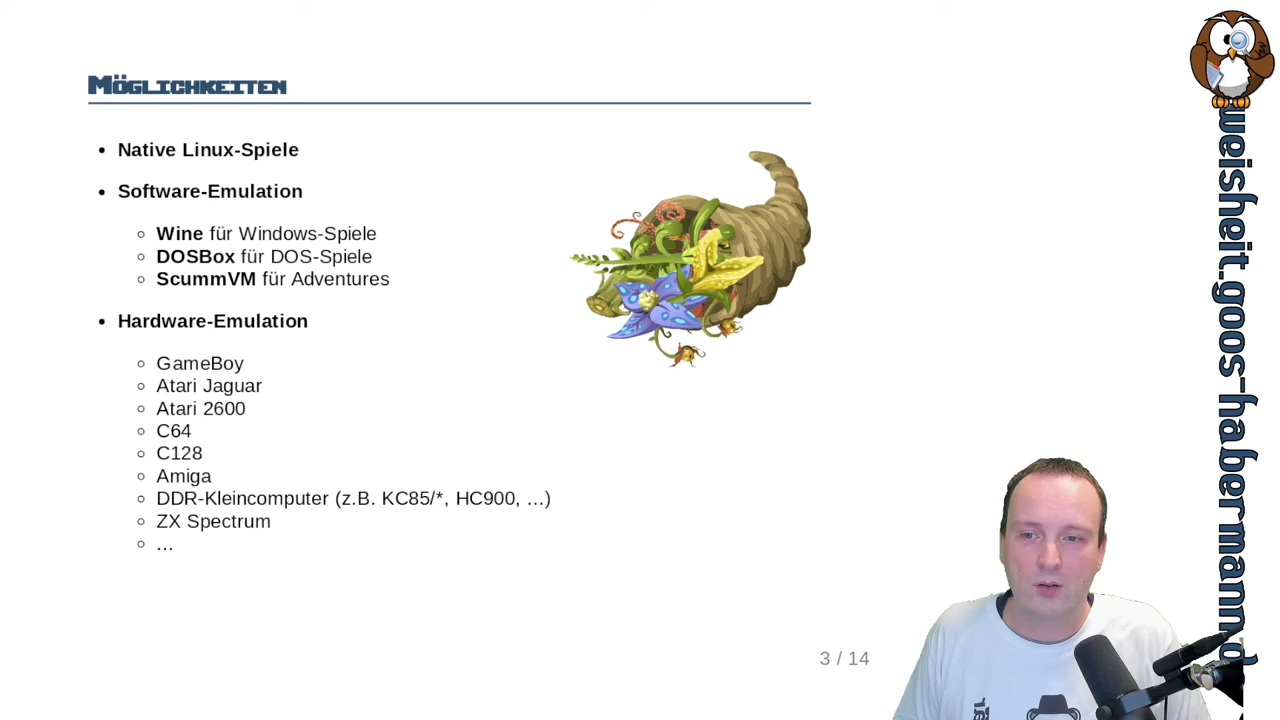 Möglichkeiten
• Native Linux-Spiele
• Software-Emulation
◦ Wine für Windows-Spiele
◦ DOSBox für DOS-Spiele
◦ ScummVM für Adventures
• Hardware-Emulation
◦ GameBoy
◦ Atari Jaguar
◦ Atari 2600
◦ C64
◦ C128
◦ Amiga
◦ DDR-Kleincomputer (z.B. KC85/*, HC900, …)
◦ ZX Spectrum
◦ …
3 / 14
weisheit.goos-habermann.d